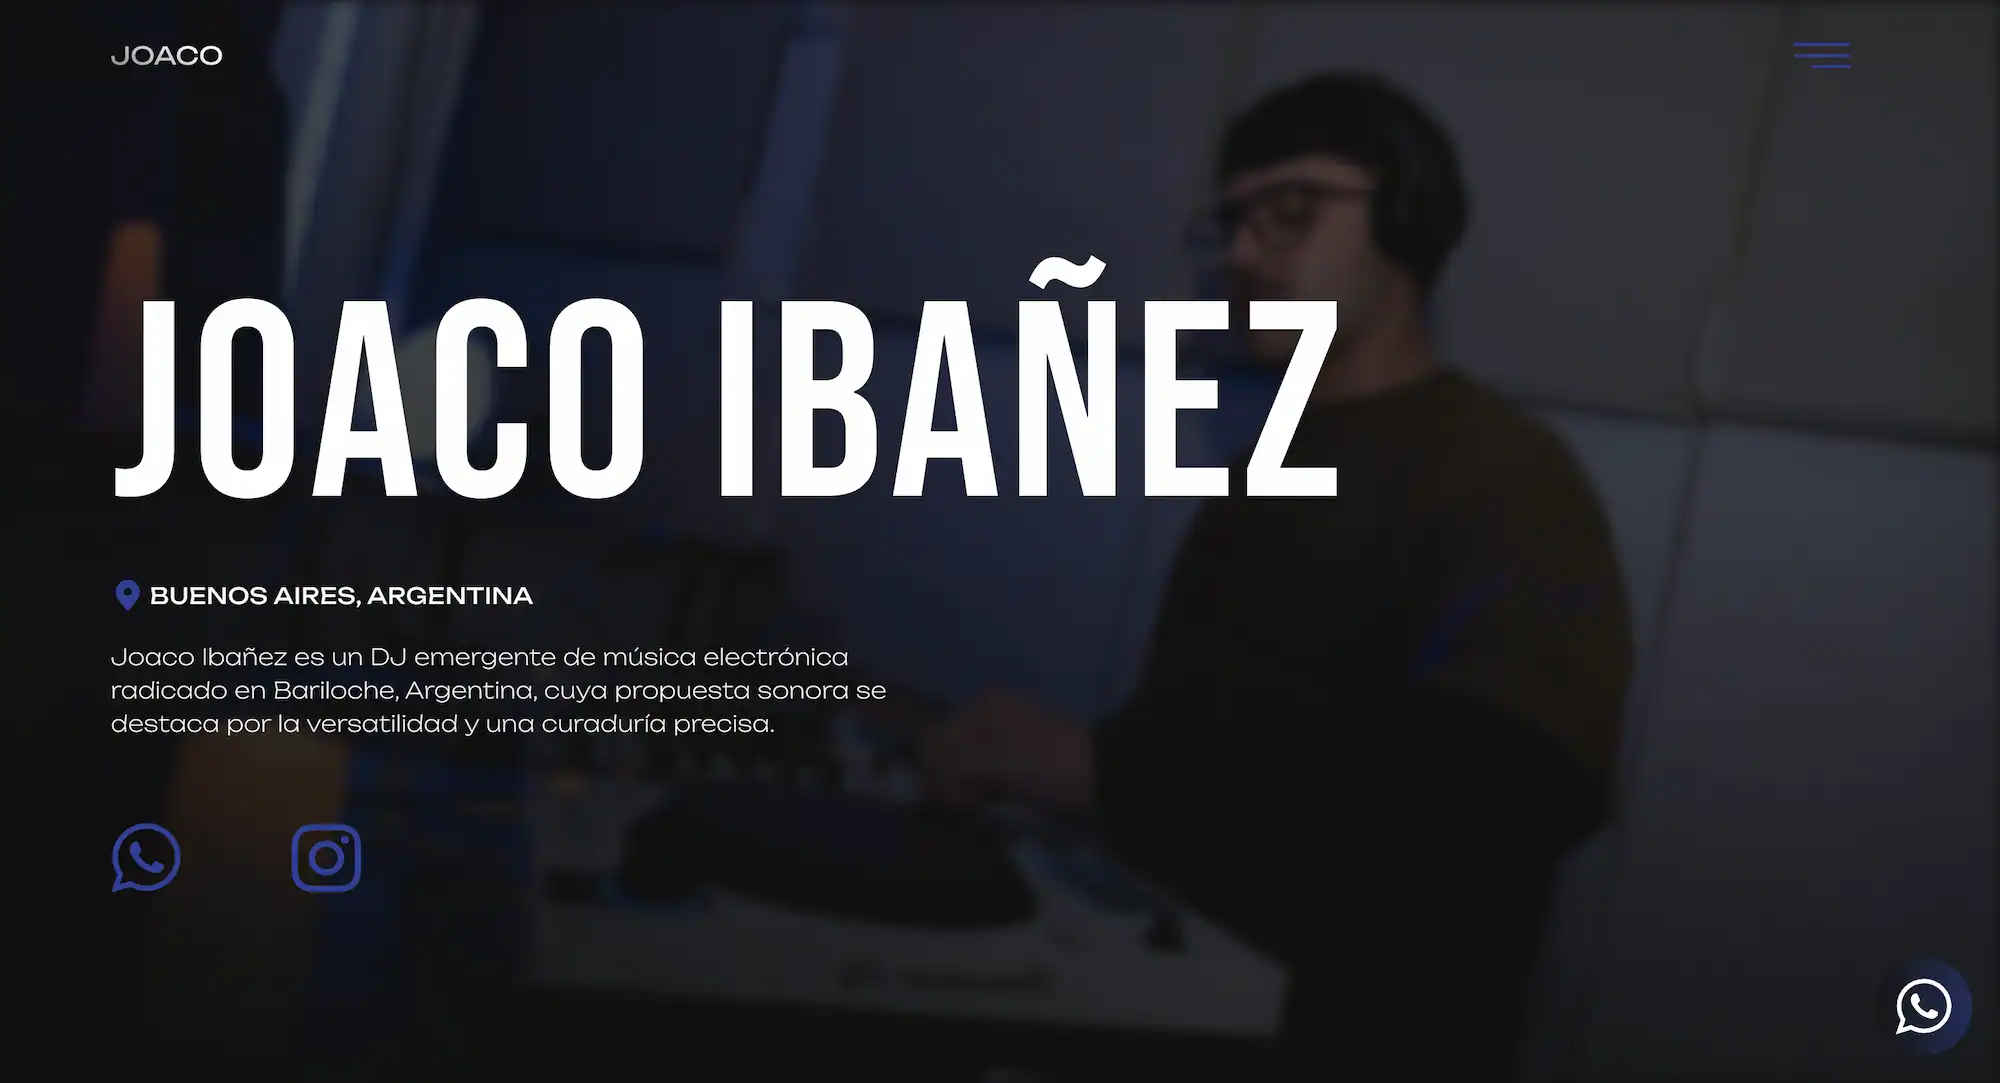 JOACO
JOACO IBAÑEZ
BUENOS AIRES, ARGENTINA
Joaco Ibañez es un DJ emergente de música electrónica
radicado en Bariloche, Argentina, cuya propuesta sonora se
destaca por la versatilidad y una curaduría precisa.